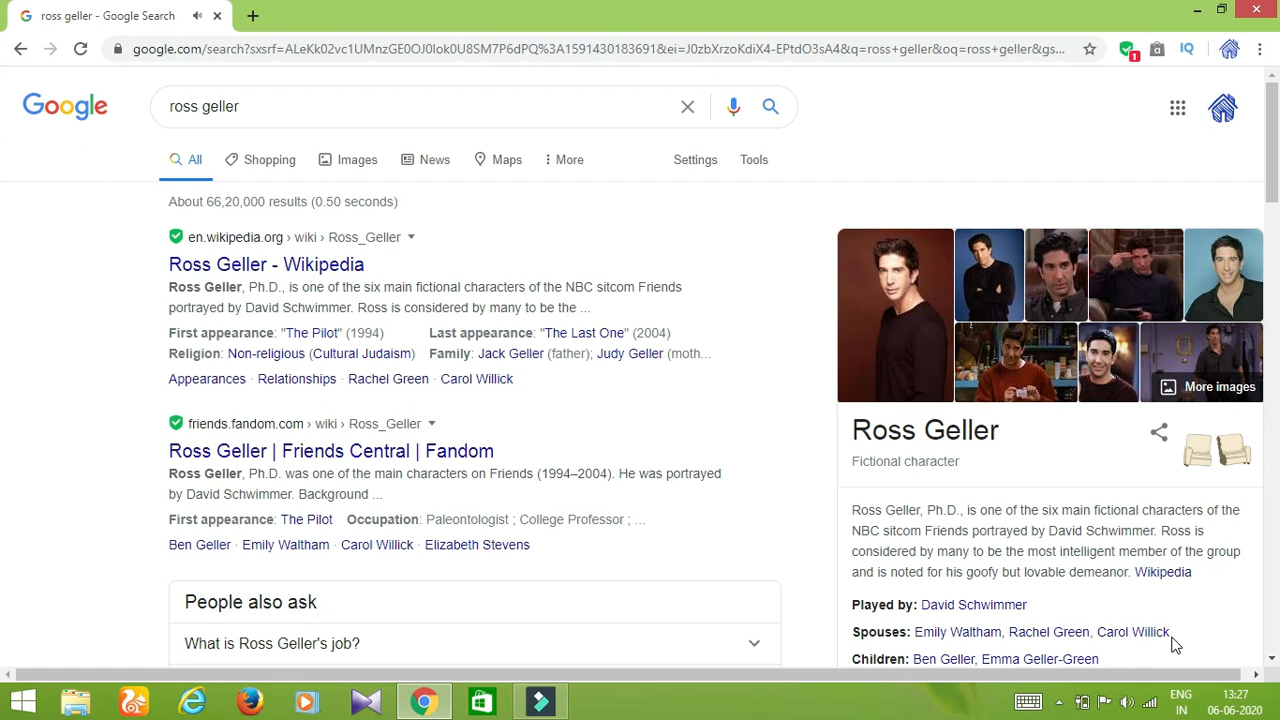 ross geller - Google Search
google.com/search?sxsrf=ALeKk02vc1UMnzGE0OJ0lok0U8SM7P6dPQ%3A1591430183691&ei=J0zbXrzoKdiX4-EPtdO3sA4&q=ross+geller&oq=ross+geller&gs...
1
IQ
Google
ross geller
All
Shopping
Images
News
Maps
More
Settings
Tools
About 66,20,000 results (0.50 seconds)
en.wikipedia.org › wiki › Ross_Geller
Ross Geller - Wikipedia
Ross Geller, Ph.D., is one of the six main fictional characters of the NBC sitcom Friends
portrayed by David Schwimmer. Ross is considered by many to be the ...
First appearance: "The Pilot" (1994) Last appearance: "The Last One" (2004)
Religion: Non-religious (Cultural Judaism) Family: Jack Geller (father); Judy Geller (moth...
Appearances · Relationships · Rachel Green · Carol Willick
friends.fandom.com › wiki › Ross_Geller
Ross Geller | Friends Central | Fandom
Ross Geller, Ph.D. was one of the main characters on Friends (1994–2004). He was portrayed
by David Schwimmer. Background ...
First appearance: The Pilot Occupation: Paleontologist ; College Professor ; ...
Ben Geller · Emily Waltham · Carol Willick · Elizabeth Stevens
People also ask
What is Ross Geller's job?
More images
Ross Geller
Fictional character
Ross Geller, Ph.D., is one of the six main fictional characters of the
NBC sitcom Friends portrayed by David Schwimmer. Ross is
considered by many to be the most intelligent member of the group
and is noted for his goofy but lovable demeanor. Wikipedia
Played by: David Schwimmer
Spouses: Emily Waltham, Rachel Green, Carol Willick
Children: Ben Geller, Emma Geller-Green
ENG
IN
13:27
06-06-2020